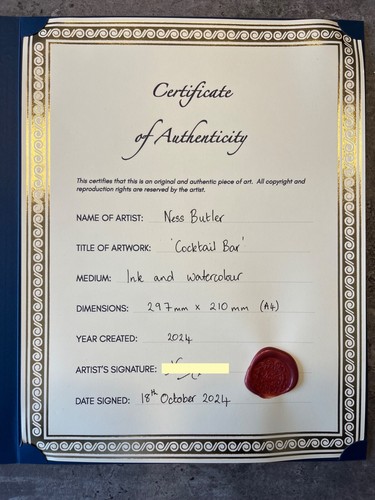 Certificate
of Authenticity
This certifies that this is an original and authentic piece of art. All copyright and
reproduction rights are reserved by the artist.
NAME OF ARTIST: Ness Butler
TITLE OF ARTWORK: 'Cocktail Bar'
MEDIUM: Ink and watercolour
DIMENSIONS: 297mm x 210mm (A4)
YEAR CREATED: 2024
ARTIST'S SIGNATURE:
DATE SIGNED: 18th October 2024